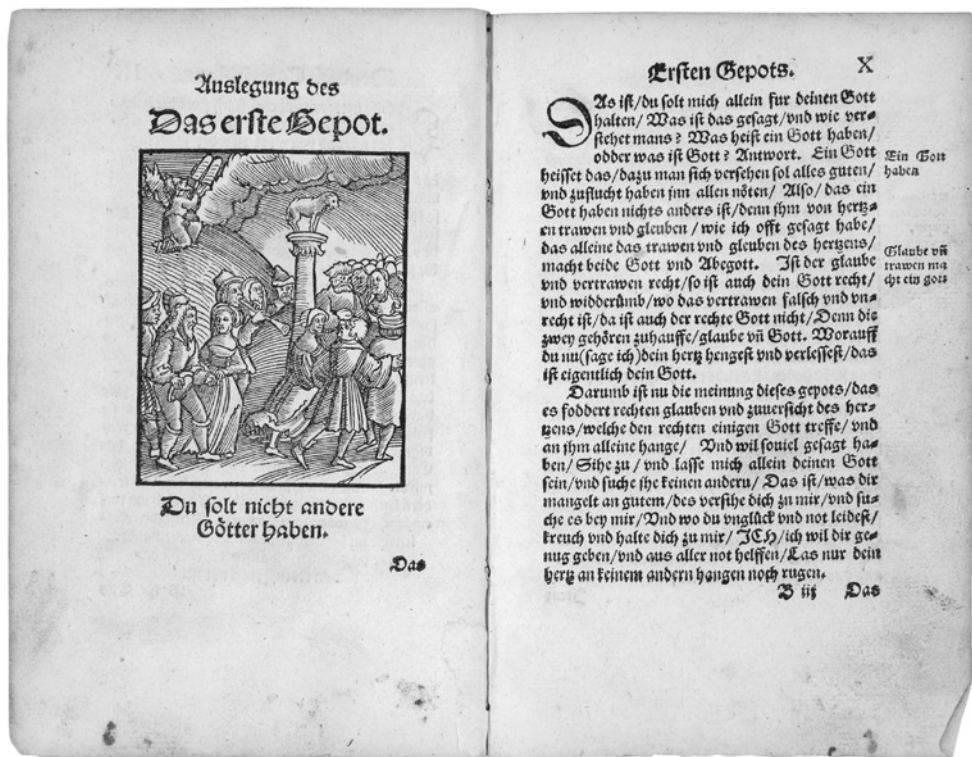 Auslegung des
Das erste Gepot.
Du solt nicht andere
Götter haben.
Das
Ersten Gepots.
X
DAs ist/du solt mich allein fur deinen Gott
halten/ Was ist das gesagt/vnd wie ver=
stehet mans? Was heist ein Gott haben/
odder was ist Gott? Antwort. Ein Gott
heisset das/dazu man sich versehen sol alles guten/
vnd zuflucht haben jnn allen nöten/ Also/ das ein
Gott haben nichts anders ist/denn jhm von hertz=
en trawen vnd gleuben / wie ich offt gesagt habe/
das alleine das trawen vnd gleuben des hertzens/
macht beide Gott vnd Abegott. Ist der glaube
vnd vertrawen recht/so ist auch dein Gott recht/
vnd widderümb/wo das vertrawen falsch vnd vn=
recht ist/da ist auch der rechte Gott nicht/Denn die
zwey gehören zuhauffe/glaube vñ Gott. Worauff
du nu(sage ich)dein hertz hengest vnd verlessest/das
ist eigentlich dein Gott.
Darumb ist nu die meinung dieses gepots/das
es foddert rechten glauben vnd zuuersicht des her=
tzens/welche den rechten einigen Gott treffe/ vnd
an jhm alleine hange/ Vnd wil souiel gesagt ha=
ben/ Sihe zu / vnd lasse mich allein deinen Gott
sein/vnd suche jhe keinen anderu/ Das ist/was dir
mangelt an gutem/des versihe dich zu mir/vnd su=
che es bey mir/Vnd wo du vnglück vnd not leidest/
kreuch vnd halte dich zu mir/ ICH/ich wil dir ge=
nug geben/vnd aus aller not helffen/Las nur dein
hertz an keinem andern hangen noch rugen.
B iij Das
Ein Gott
haben
Glaube vñ
trawen ma
cht ein gott